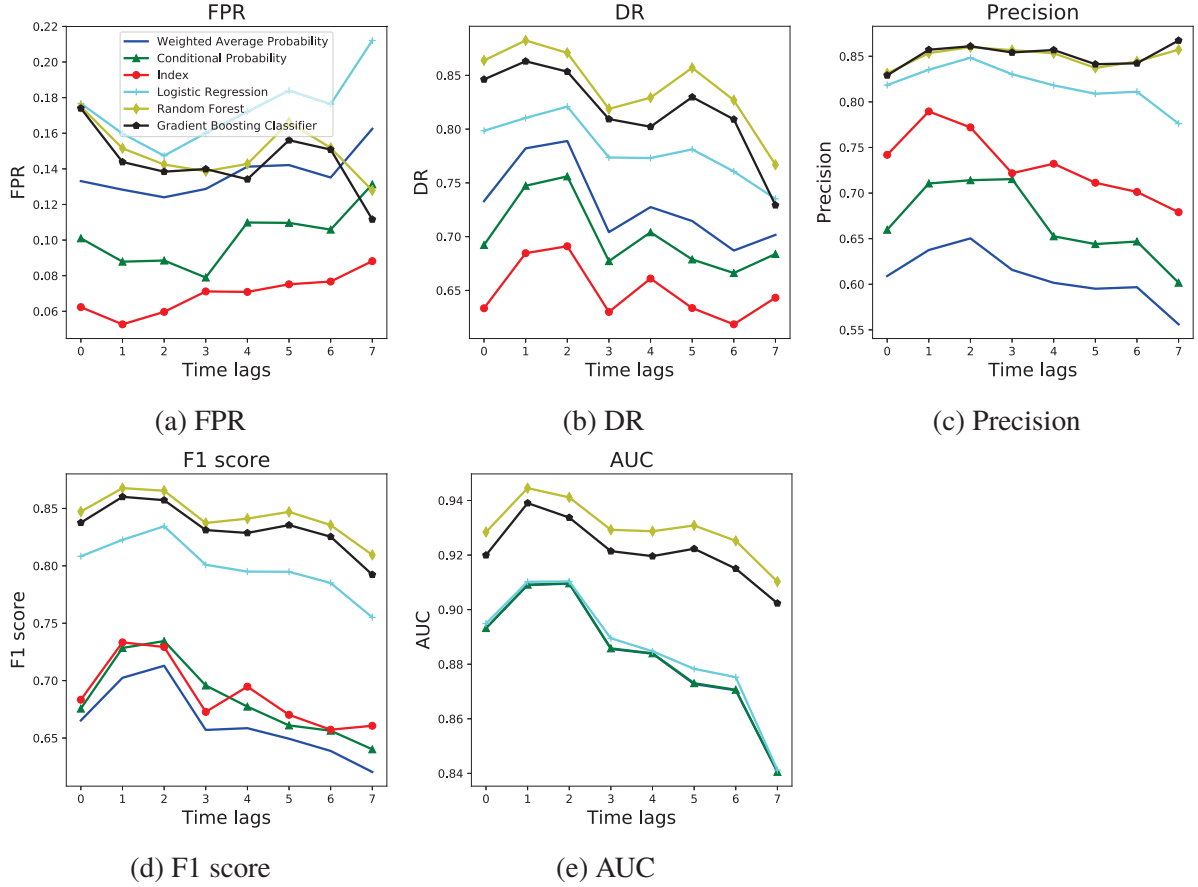 FPR
0.22
0.20
0.18
0.16
0.14
0.12
0.10
0.08
0.06
FPR
Weighted Average Probability
Conditional Probability
Index
Logistic Regression
Random Forest
Gradient Boosting Classifier
0 1 2 3 4 5 6 7
Time lags
(a) FPR
DR
0.85
0.80
0.75
0.70
0.65
DR
0 1 2 3 4 5 6 7
Time lags
(b) DR
Precision
0.85
0.80
0.75
0.70
0.65
0.60
0.55
Precision
0 1 2 3 4 5 6 7
Time lags
(c) Precision
F1 score
0.85
0.80
0.75
0.70
0.65
F1 score
0 1 2 3 4 5 6 7
Time lags
(d) F1 score
AUC
0.94
0.92
0.90
0.88
0.86
0.84
AUC
0 1 2 3 4 5 6 7
Time lags
(e) AUC